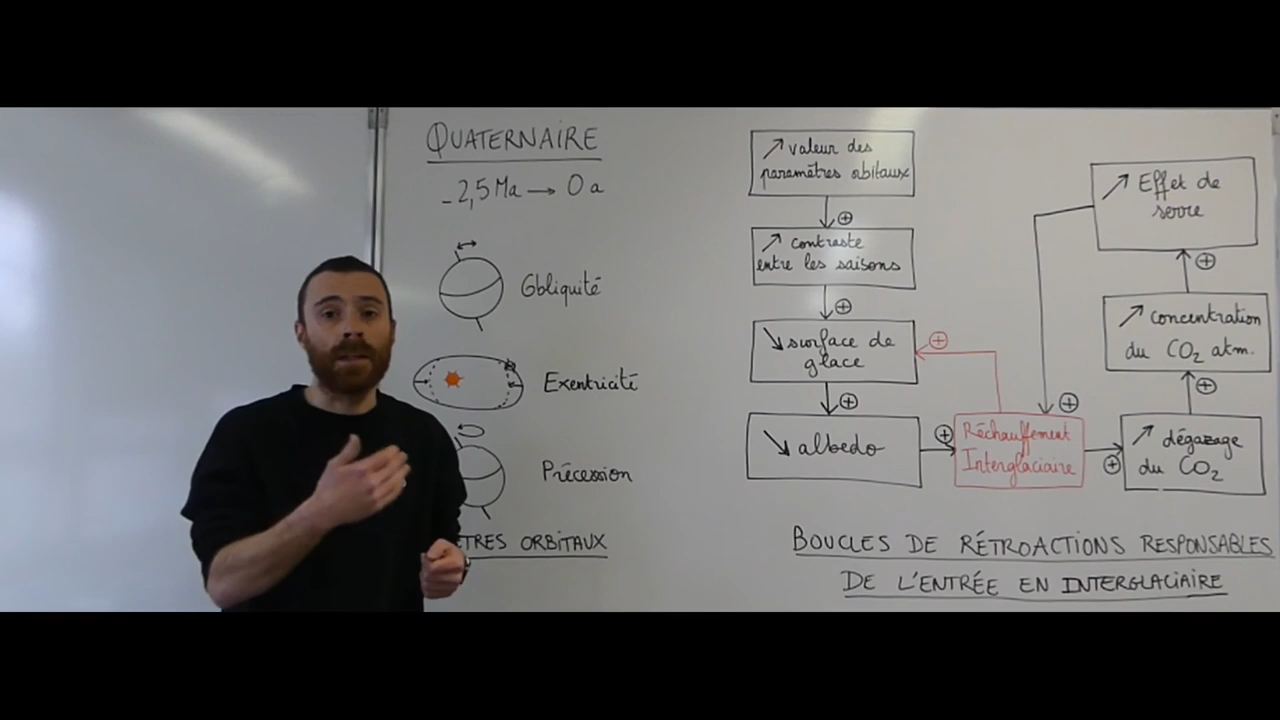 QUATERNAIRE
- 2,5 Ma → 0 a
Obliquité
Exentricité
Précession
ETRES ORBITAUX
↗ valeur des
paramètres orbitaux
⊕
↗ contraste
entre les saisons
⊕
↘ surface de
glace
⊕
⊕
↘ albedo
⊕
Réchauffement
Interglaciaire
⊕
⊕
↗ dégazage
du CO2
⊕
↗ concentration
du CO2 atm.
⊕
↗ Effet de
serre
BOUCLES DE RÉTROACTIONS RESPONSABLES
DE L'ENTRÉE EN INTERGLACIAIRE